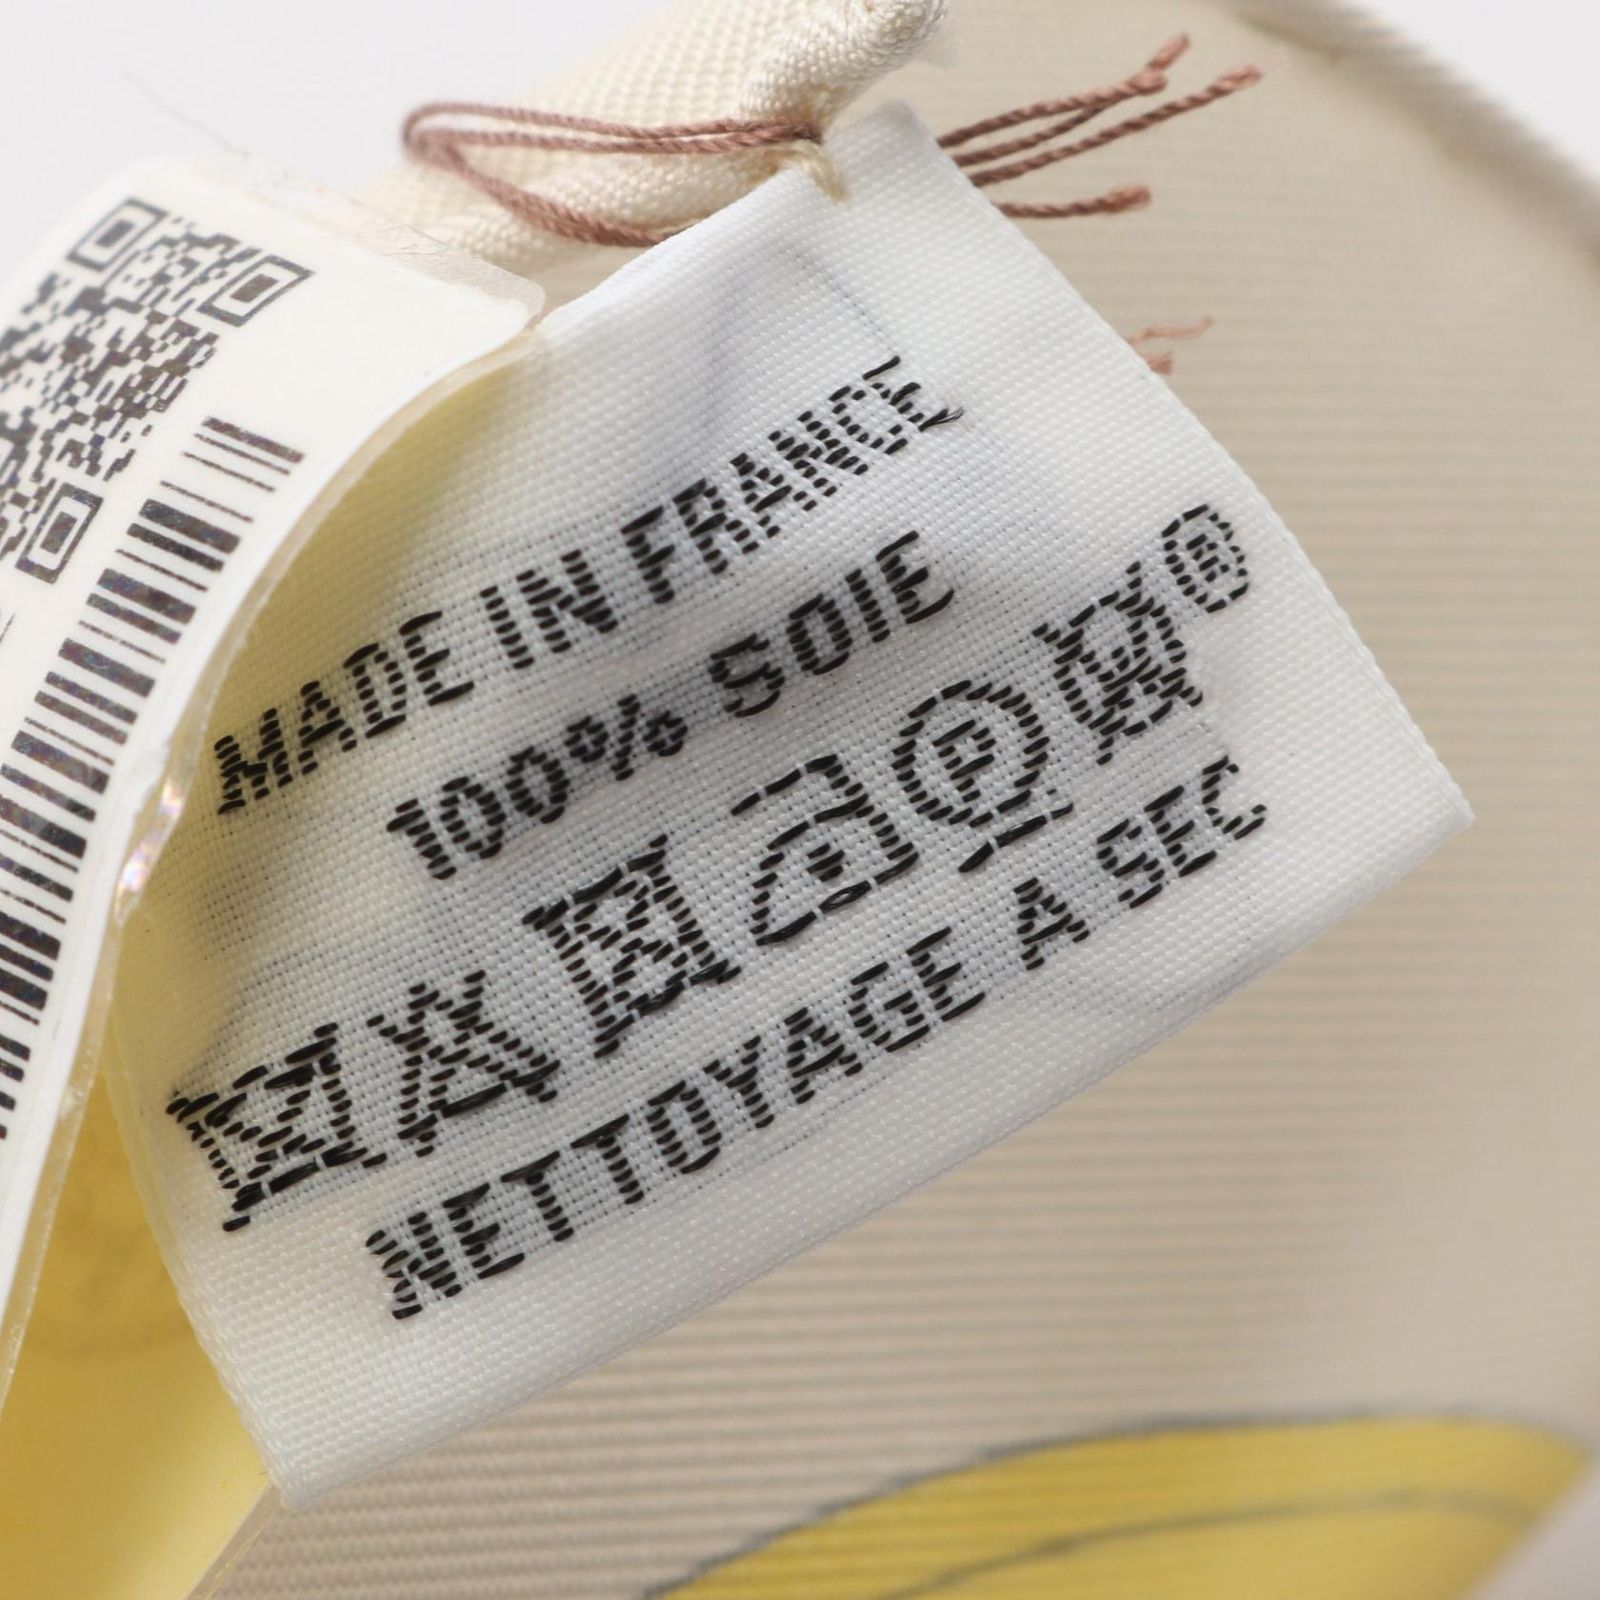 MADE IN FRANCE
100% SOIE
P ®
NETTOYAGE A SEC